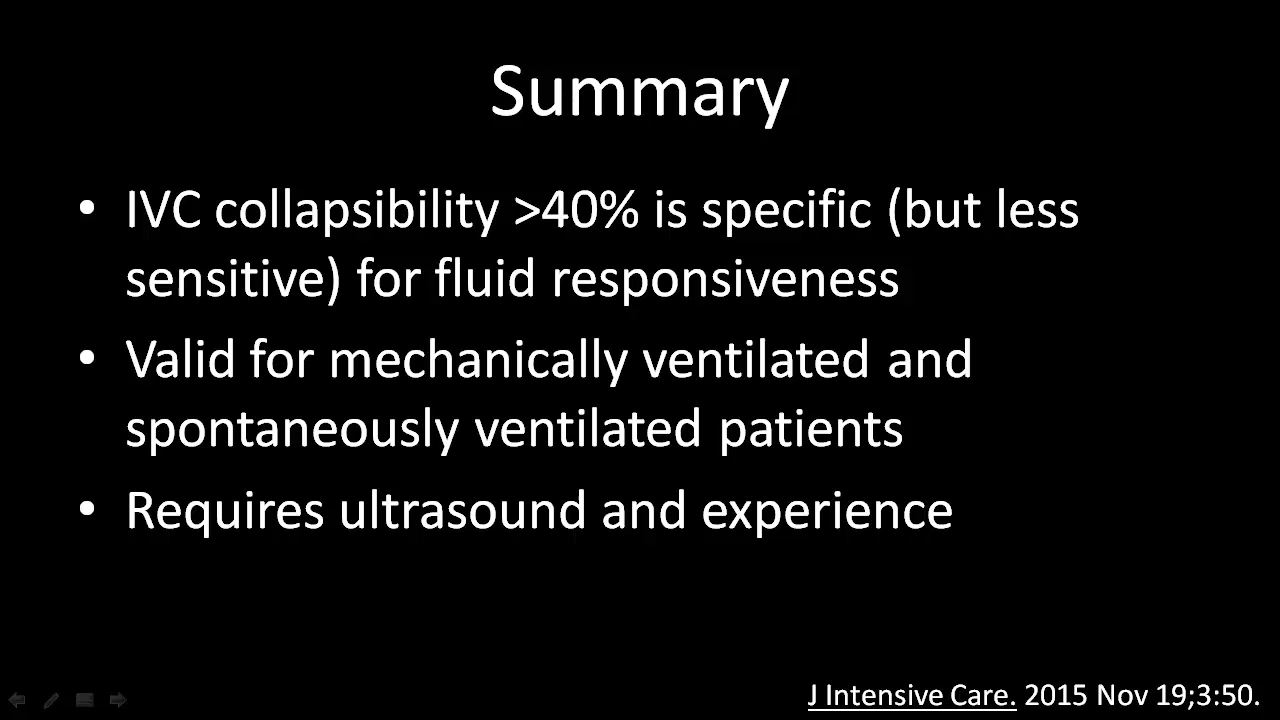 Summary
• IVC collapsibility >40% is specific (but less
sensitive) for fluid responsiveness
• Valid for mechanically ventilated and
spontaneously ventilated patients
• Requires ultrasound and experience
J Intensive Care. 2015 Nov 19;3:50.